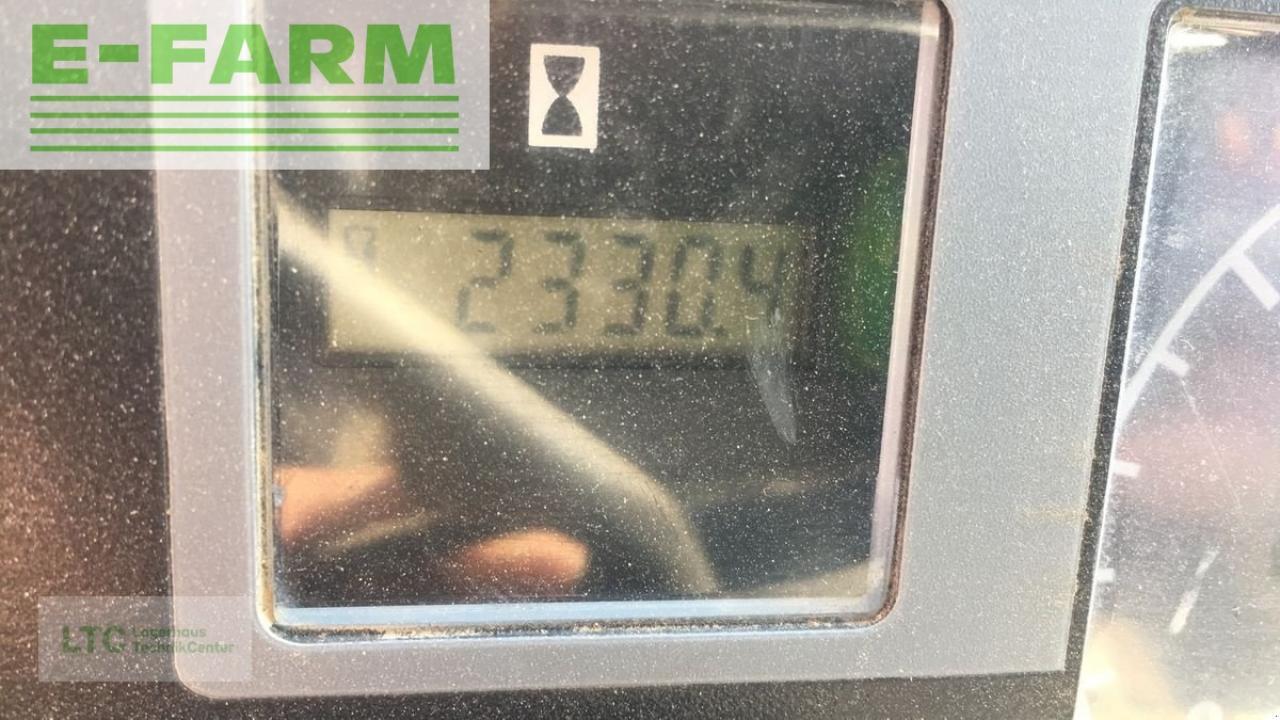 E-FARM
2330.4
LTC Lagerhaus
TechnikCenter